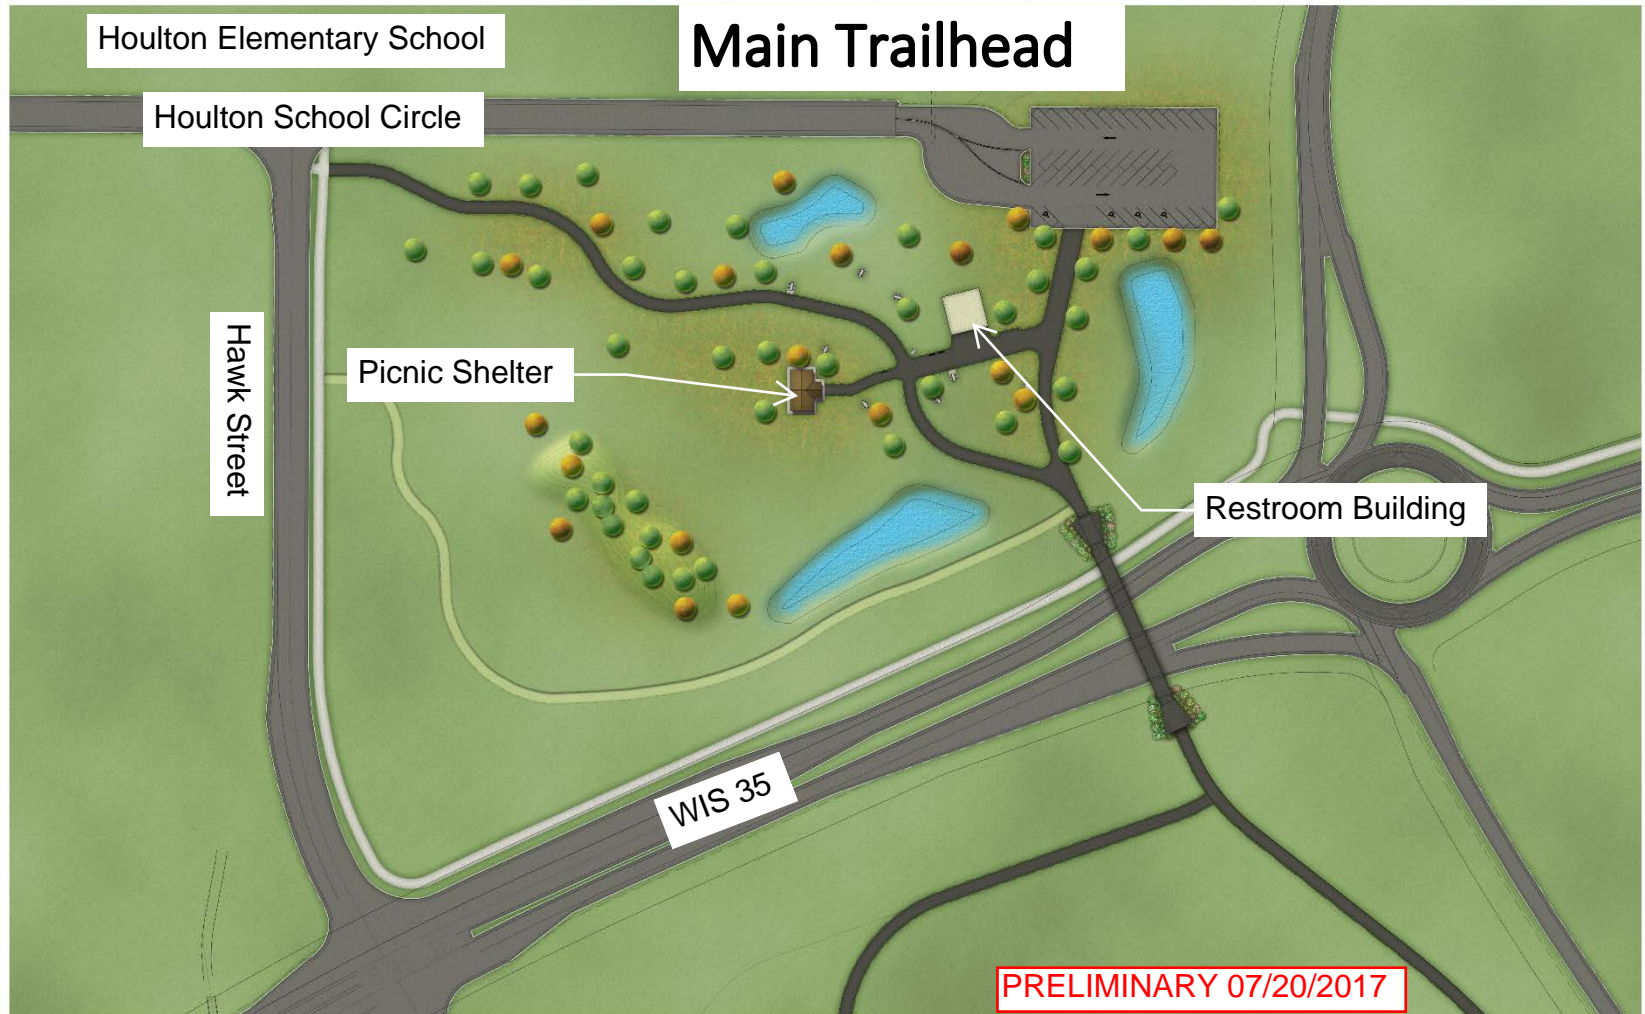 Houlton Elementary School
Main Trailhead
Houlton School Circle
Hawk Street
Picnic Shelter
Restroom Building
WIS 35
PRELIMINARY 07/20/2017